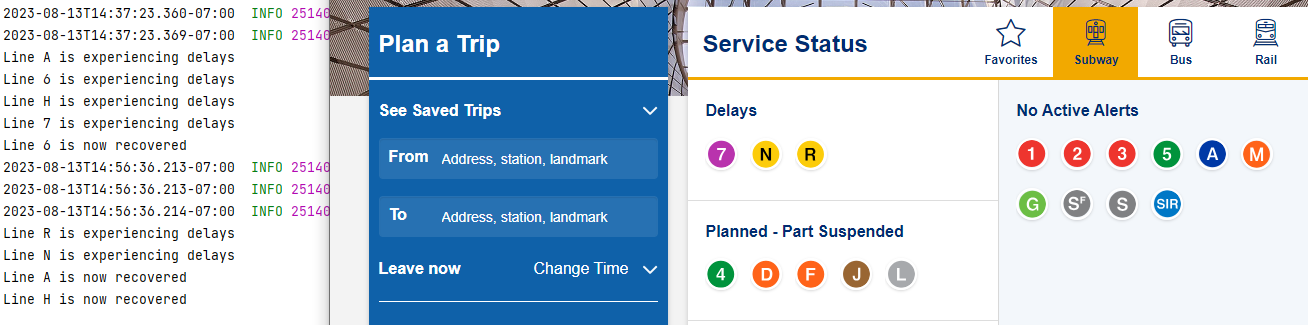 2023-08-13T14:37:23.360-07:00 INFO 25140
2023-08-13T14:37:23.369-07:00 INFO 25140
Line A is experiencing delays
Line 6 is experiencing delays
Line H is experiencing delays
Line 7 is experiencing delays
Line 6 is now recovered
2023-08-13T14:56:36.213-07:00 INFO 25140
2023-08-13T14:56:36.213-07:00 INFO 25140
2023-08-13T14:56:36.214-07:00 INFO 25140
Line R is experiencing delays
Line N is experiencing delays
Line A is now recovered
Line H is now recovered
Plan a Trip
See Saved Trips
From Address, station, landmark
To Address, station, landmark
Leave now Change Time
Service Status
Favorites Subway Bus Rail
Delays
7 N R
Planned - Part Suspended
4 D F J L
No Active Alerts
1 2 3 5 A M
G SF S SIR